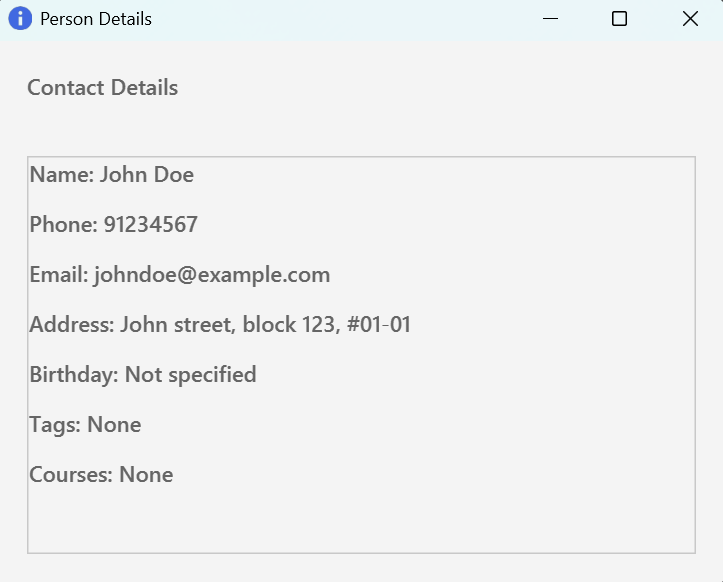 Person Details
Contact Details
Name: John Doe
Phone: 91234567
Email: johndoe@example.com
Address: John street, block 123, #01-01
Birthday: Not specified
Tags: None
Courses: None